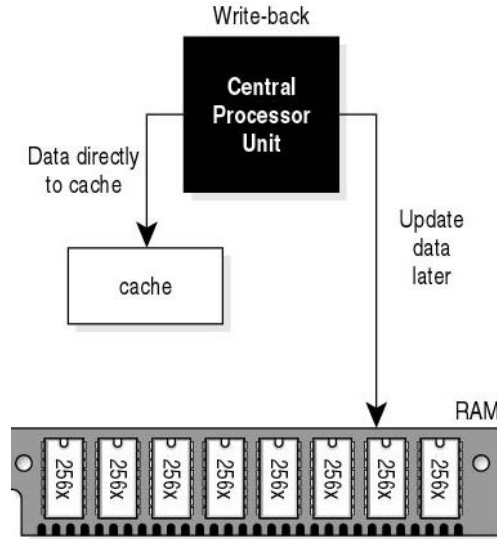 Write-back
Central
Processor
Unit
Data directly
to cache
Update
data
later
cache
RAM
256x 256x 256x 256x 256x 256x 256x 256x